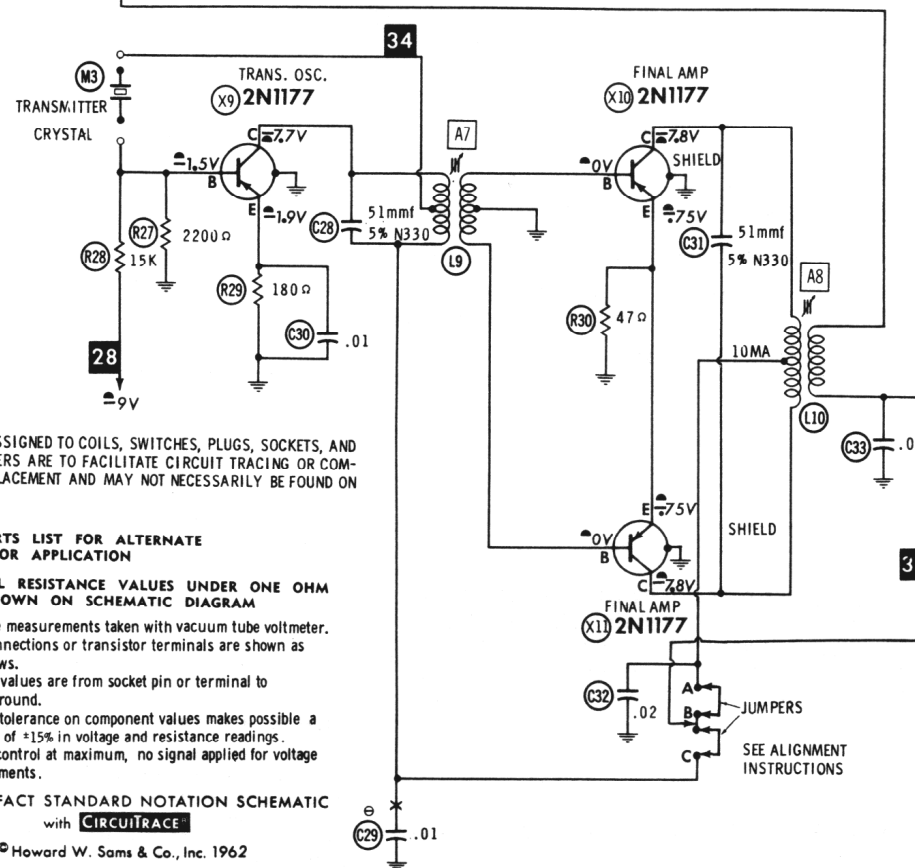 34
M3
TRANSMITTER
CRYSTAL
TRANS. OSC.
X9 2N1177
C -7.7V
-1.5V
B
E
-1.9V
R27 2200Ω
R28 15K
R29 180Ω
C30 .01
28
-9V
A7
C28 51mmf
5% N330
L9
FINAL AMP
X10 2N1177
C -7.8V
SHIELD
0V
B
E
-.75V
C31 51mmf
5% N330
R30 47Ω
A8
10MA
L10
C33 .0
SSIGNED TO COILS, SWITCHES, PLUGS, SOCKETS, AND
ERS ARE TO FACILITATE CIRCUIT TRACING OR COM-
LACEMENT AND MAY NOT NECESSARILY BE FOUND ON
RTS LIST FOR ALTERNATE
OR APPLICATION
L RESISTANCE VALUES UNDER ONE OHM
OWN ON SCHEMATIC DIAGRAM
e measurements taken with vacuum tube voltmeter.
nnections or transistor terminals are shown as
ws.
values are from socket pin or terminal to
round.
tolerance on component values makes possible a
of ±15% in voltage and resistance readings.
control at maximum, no signal applied for voltage
ments.
FACT STANDARD NOTATION SCHEMATIC
with CIRCUITRACE
© Howard W. Sams & Co., Inc. 1962
E -.75V
0V
B
SHIELD
C -7.8V
FINAL AMP
X11 2N1177
3
C32 .02
A
B
C
JUMPERS
SEE ALIGNMENT
INSTRUCTIONS
C29 .01